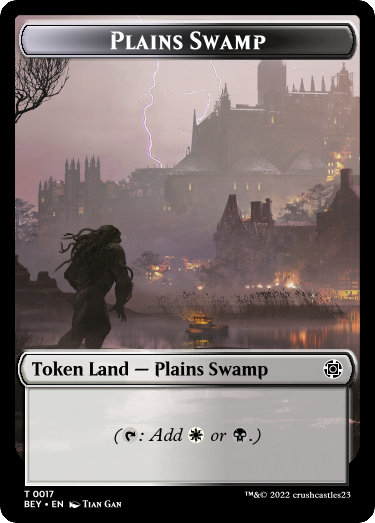 Plains Swamp
Token Land — Plains Swamp
(: Add or .)
T 0017
BEY • EN Tian Gan
™& © 2022 crushcastles23